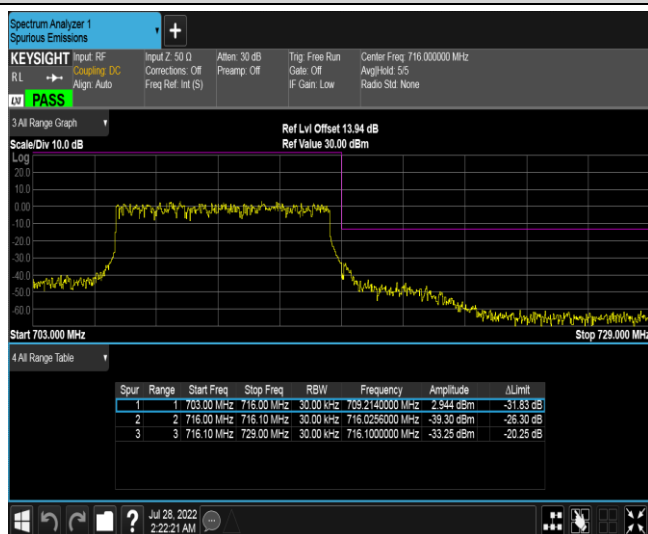 Spectrum Analyzer 1
Spurious Emissions
+
KEYSIGHT
RL
Input: RF
Coupling: DC
Align: Auto
Input Z: 50 Ω
Corrections: Off
Freq Ref: Int (S)
Atten: 30 dB
Preamp: Off
Trig: Free Run
Gate: Off
IF Gain: Low
Center Freq: 716.000000 MHz
Avg|Hold: 5/5
Radio Std: None
LXI PASS
3 All Range Graph
Scale/Div 10.0 dB
Ref Lvl Offset 13.94 dB
Ref Value 30.00 dBm
Log
20.0
10.0
0.00
-10.0
-20.0
-30.0
-40.0
-50.0
-60.0
Start 703.000 MHz Stop 729.000 MHz
4 All Range Table
Spur Range Start Freq Stop Freq RBW Frequency Amplitude ΔLimit
1 1 703.00 MHz 716.00 MHz 30.00 kHz 709.2140000 MHz 2.944 dBm -31.83 dB
2 2 716.00 MHz 716.10 MHz 30.00 kHz 716.0256000 MHz -39.30 dBm -26.30 dB
3 3 716.10 MHz 729.00 MHz 30.00 kHz 716.1000000 MHz -33.25 dBm -20.25 dB
?
Jul 28, 2022
2:22:21 AM